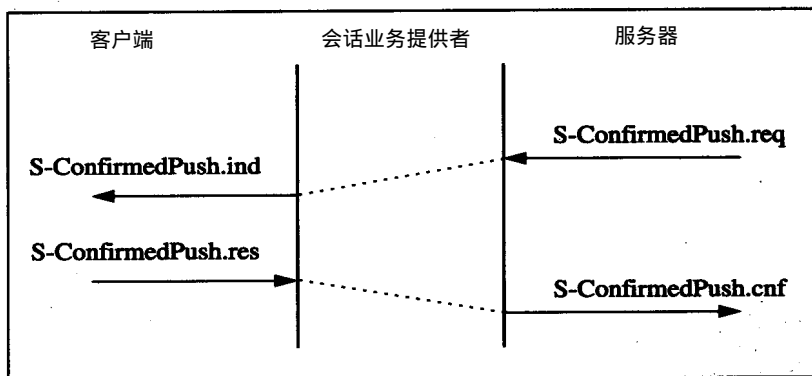 客户端
会话业务提供者
服务器
S-ConfirmedPush.req
S-ConfirmedPush.ind
S-ConfirmedPush.res
S-ConfirmedPush.cnf